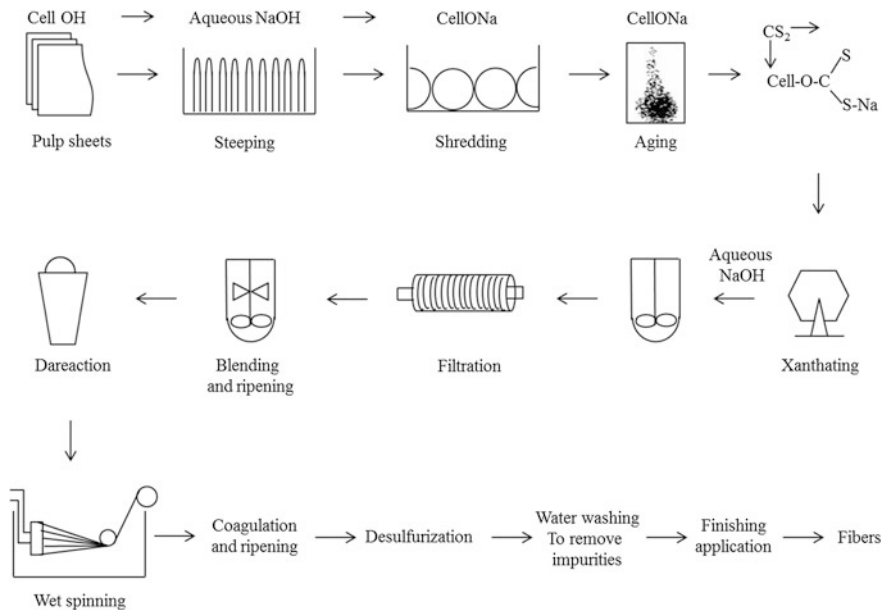 Cell OH
Aqueous NaOH
CellONa
CellONa
CS₂
S
Cell-O-C
S-Na
Pulp sheets
Steeping
Shredding
Aging
Aqueous
NaOH
Dareaction
Blending
and ripening
Filtration
Xanthating
Wet spinning
Coagulation
and ripening
Desulfurization
Water washing
To remove
impurities
Finishing
application
Fibers